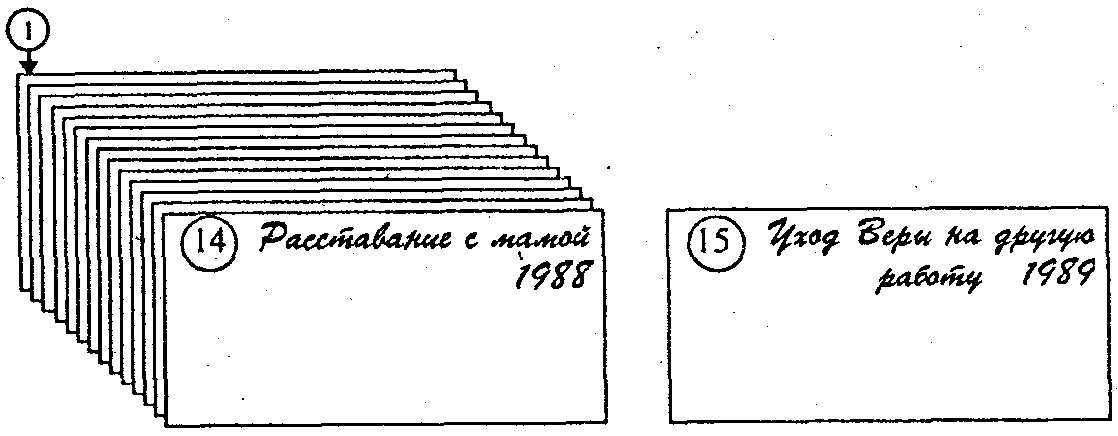 1
14 Расставание с мамой
1988
15 Уход Веры на другую
работу 1989